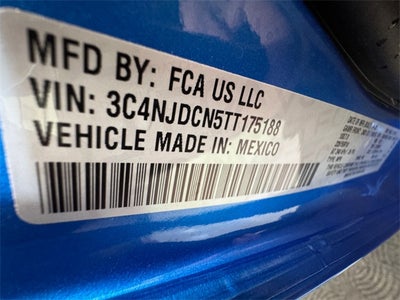 MFD BY: FCA US LLC
VIN: 3C4NJDCN5TT175188
VEHICLE MADE IN: MEXICO